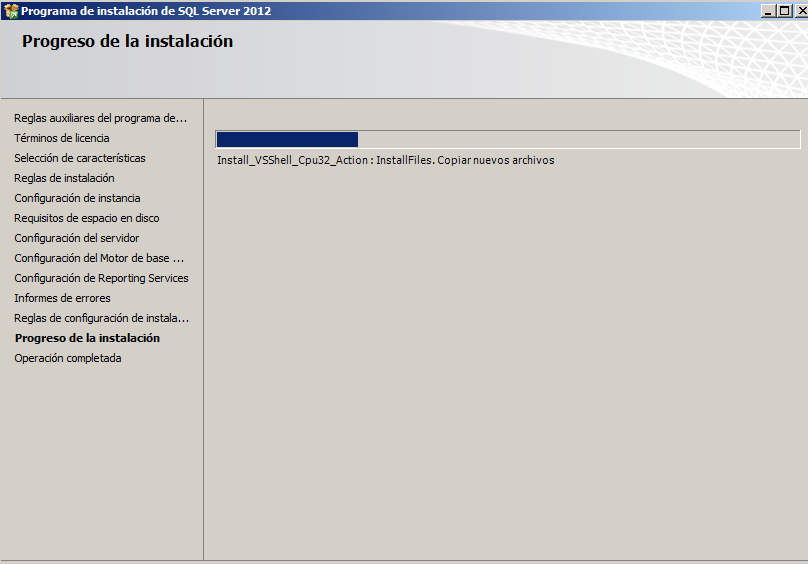 Programa de instalación de SQL Server 2012
Progreso de la instalación
Reglas auxiliares del programa de...
Términos de licencia
Selección de características
Reglas de instalación
Configuración de instancia
Requisitos de espacio en disco
Configuración del servidor
Configuración del Motor de base ...
Configuración de Reporting Services
Informes de errores
Reglas de configuración de instala...
Progreso de la instalación
Operación completada
Install_VSShell_Cpu32_Action : InstallFiles. Copiar nuevos archivos